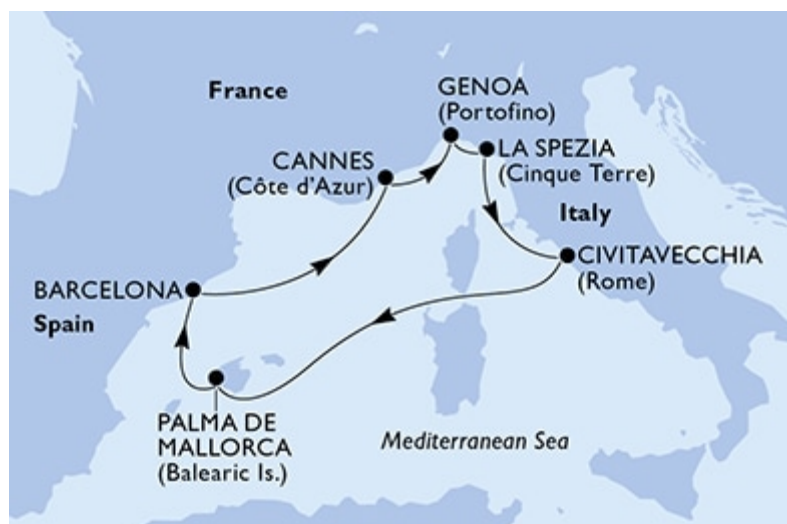 France
GENOA
(Portofino)
CANNES
(Côte d'Azur)
LA SPEZIA
(Cinque Terre)
Italy
CIVITAVECCHIA
(Rome)
BARCELONA
Spain
PALMA DE
MALLORCA
(Balearic Is.)
Mediterranean Sea